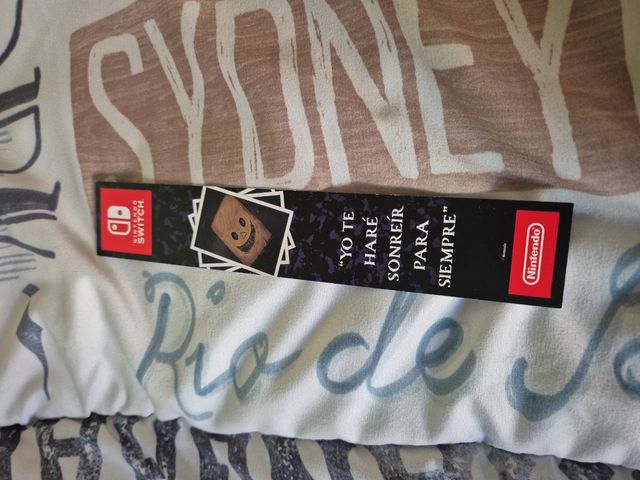 SYDNEY
NINTENDO
SWITCH
"YO TE
HARÉ
SONREÍR
PARA
SIEMPRE"
Nintendo
Rio de